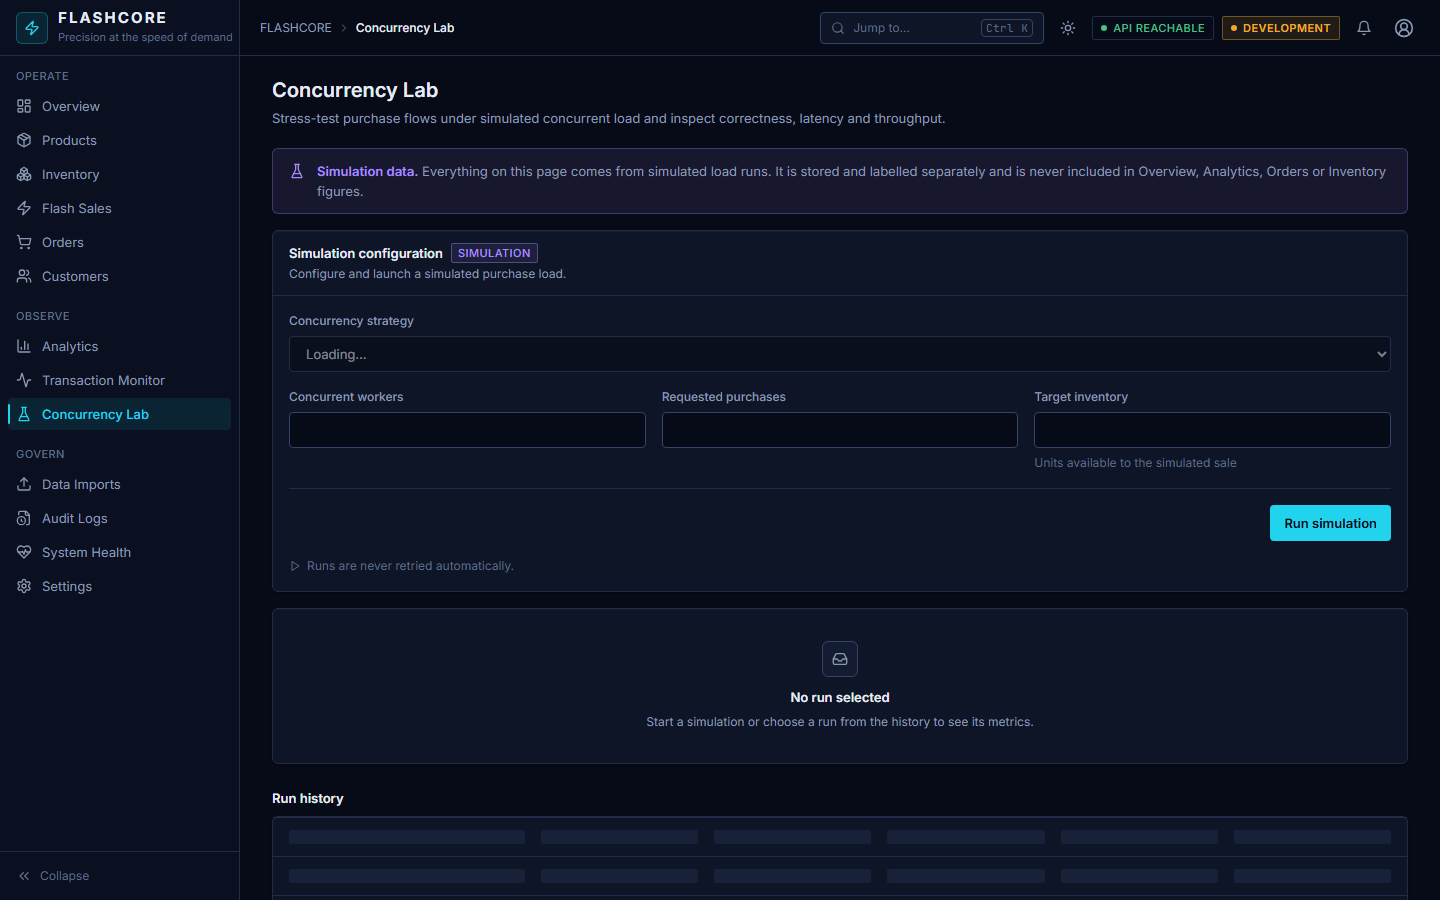 FLASHCORE
Precision at the speed of demand
FLASHCORE > Concurrency Lab
Jump to...
Ctrl K
API REACHABLE
DEVELOPMENT
OPERATE
Overview
Products
Inventory
Flash Sales
Orders
Customers
OBSERVE
Analytics
Transaction Monitor
Concurrency Lab
GOVERN
Data Imports
Audit Logs
System Health
Settings
Collapse
Concurrency Lab
Stress-test purchase flows under simulated concurrent load and inspect correctness, latency and throughput.
Simulation data. Everything on this page comes from simulated load runs. It is stored and labelled separately and is never included in Overview, Analytics, Orders or Inventory
figures.
Simulation configuration SIMULATION
Configure and launch a simulated purchase load.
Concurrency strategy
Loading...
Concurrent workers
Requested purchases
Target inventory
Units available to the simulated sale
Run simulation
Runs are never retried automatically.
No run selected
Start a simulation or choose a run from the history to see its metrics.
Run history